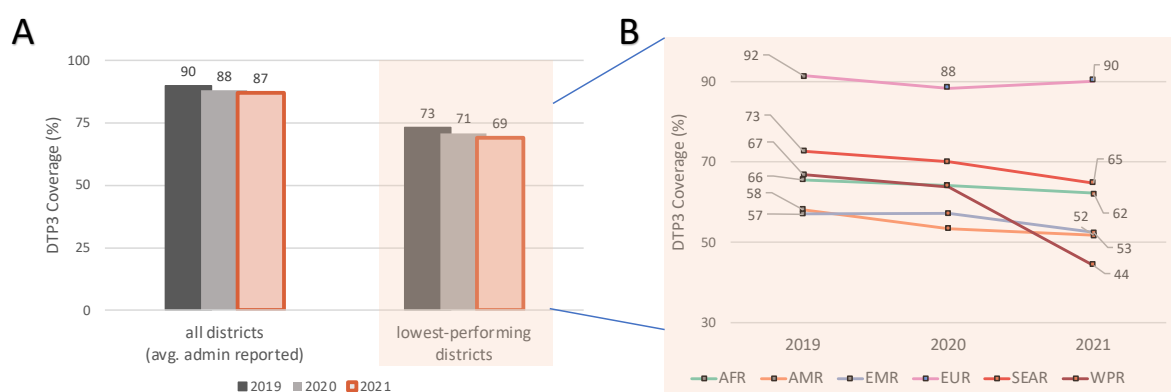 A
100
75
50
25
0
DTP3 Coverage (%)
90
88
87
73
71
69
all districts
(avg. admin reported)
lowest-performing
districts
2019 2020 2021
B
90
70
50
30
DTP3 Coverage (%)
92
88
90
73
67
66
58
57
65
62
52
53
44
2019 2020 2021
AFR AMR EMR EUR SEAR WPR